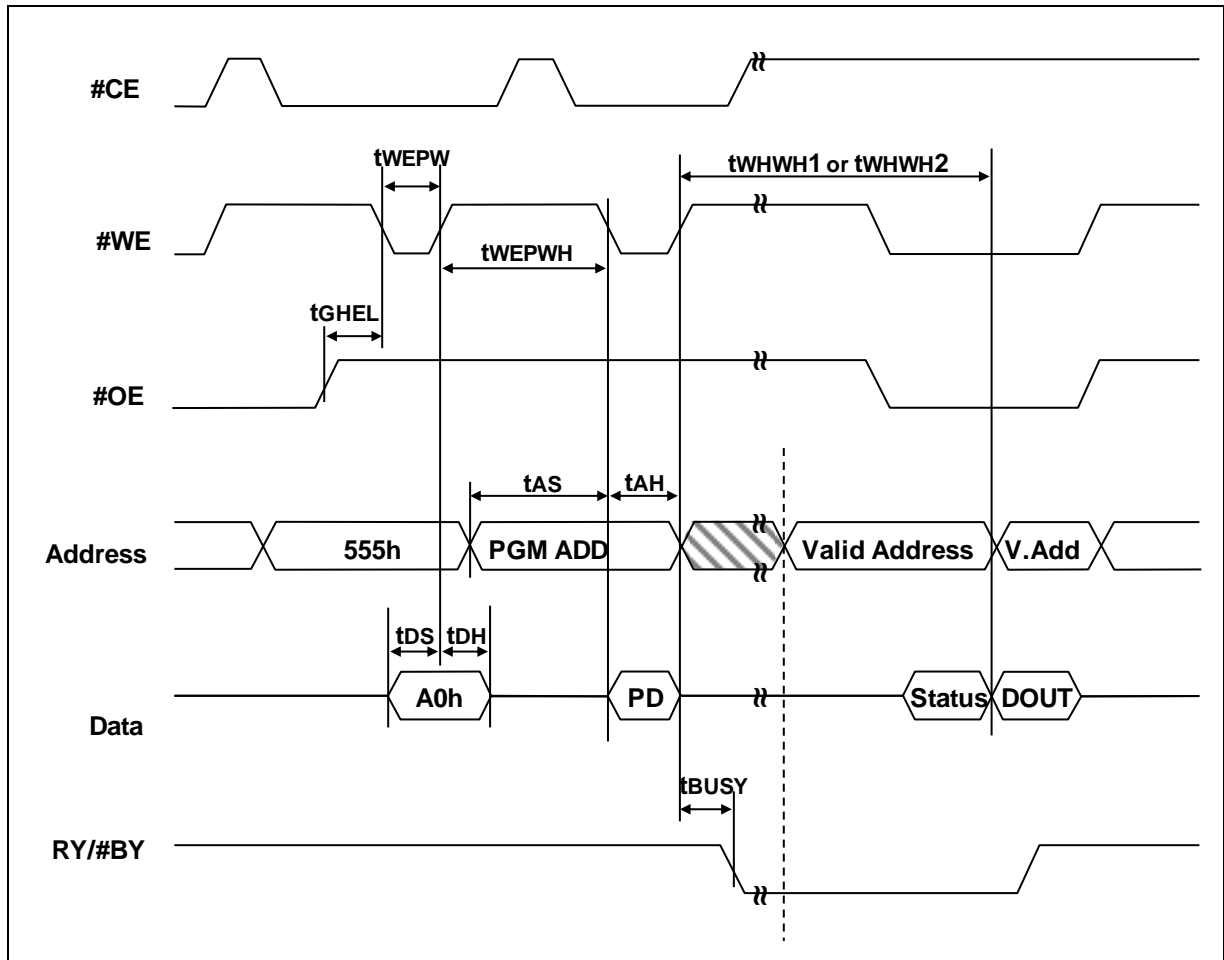 #CE
tWEPW
tWHWH1 or tWHWH2
#WE
tWEPWH
tGHEL
#OE
tAS
tAH
Address
555h
PGM ADD
Valid Address
V.Add
tDS
tDH
Data
A0h
PD
Status
DOUT
tBUSY
RY/#BY